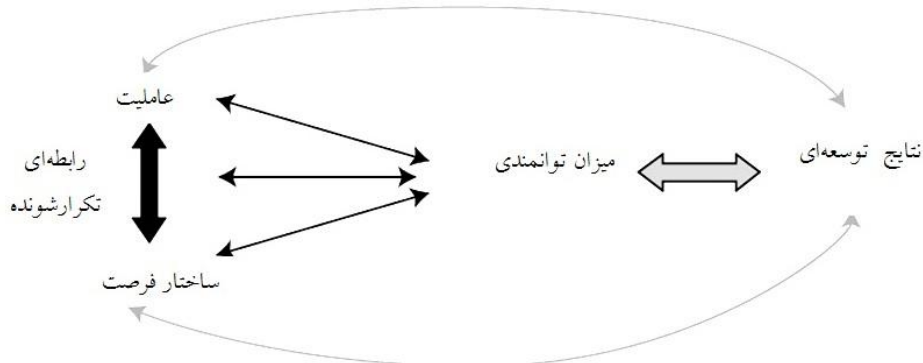 عاملیت
رابطه‌ای
تکرارشونده
ساختار فرصت
میزان توانمندی
نتایج توسعه‌ای